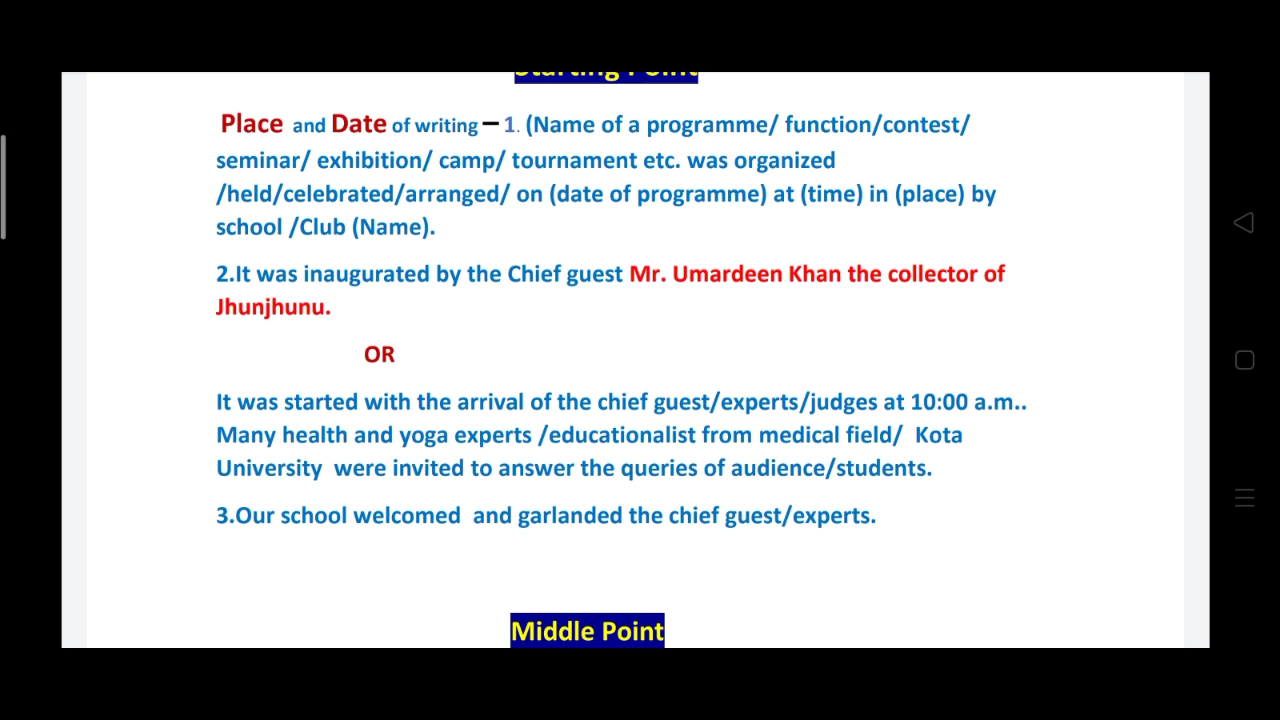 Starting Point
Place and Date of writing – 1. (Name of a programme/ function/contest/
seminar/ exhibition/ camp/ tournament etc. was organized
/held/celebrated/arranged/ on (date of programme) at (time) in (place) by
school /Club (Name).
2.It was inaugurated by the Chief guest Mr. Umardeen Khan the collector of
Jhunjhunu.
OR
It was started with the arrival of the chief guest/experts/judges at 10:00 a.m..
Many health and yoga experts /educationalist from medical field/ Kota
University were invited to answer the queries of audience/students.
3.Our school welcomed and garlanded the chief guest/experts.
Middle Point